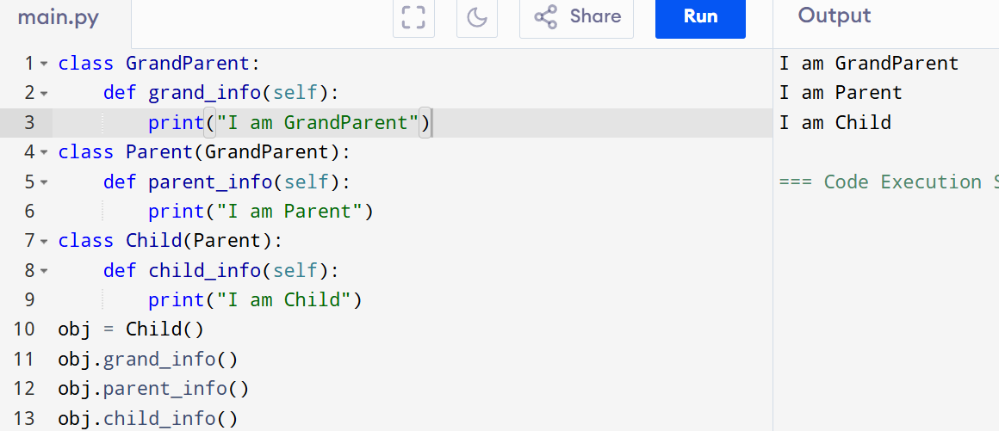 main.py
Share
Run
Output
1 class GrandParent:
2     def grand_info(self):
3         print("I am GrandParent")
4 class Parent(GrandParent):
5     def parent_info(self):
6         print("I am Parent")
7 class Child(Parent):
8     def child_info(self):
9         print("I am Child")
10 obj = Child()
11 obj.grand_info()
12 obj.parent_info()
13 obj.child_info()
I am GrandParent
I am Parent
I am Child
=== Code Execution S